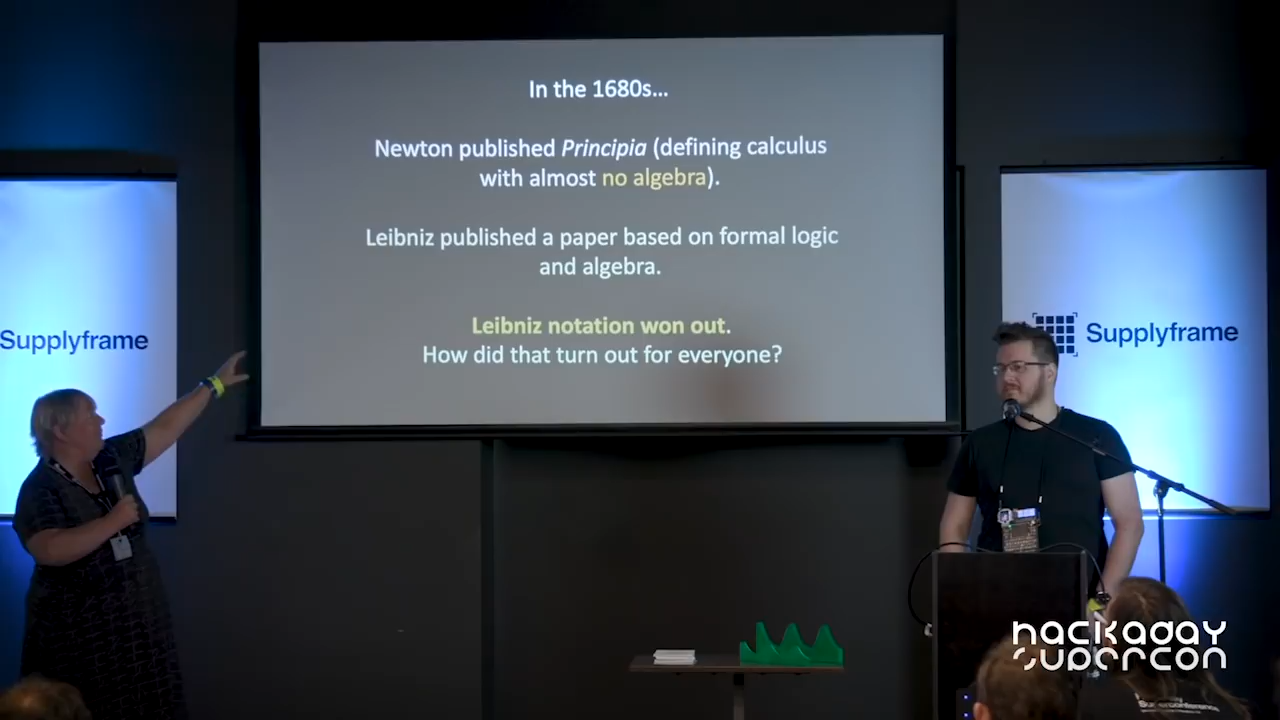 In the 1680s...
Newton published Principia (defining calculus
with almost no algebra).
Leibniz published a paper based on formal logic
and algebra.
Leibniz notation won out.
How did that turn out for everyone?
Supplyframe
Supplyframe
hackaday
supercon